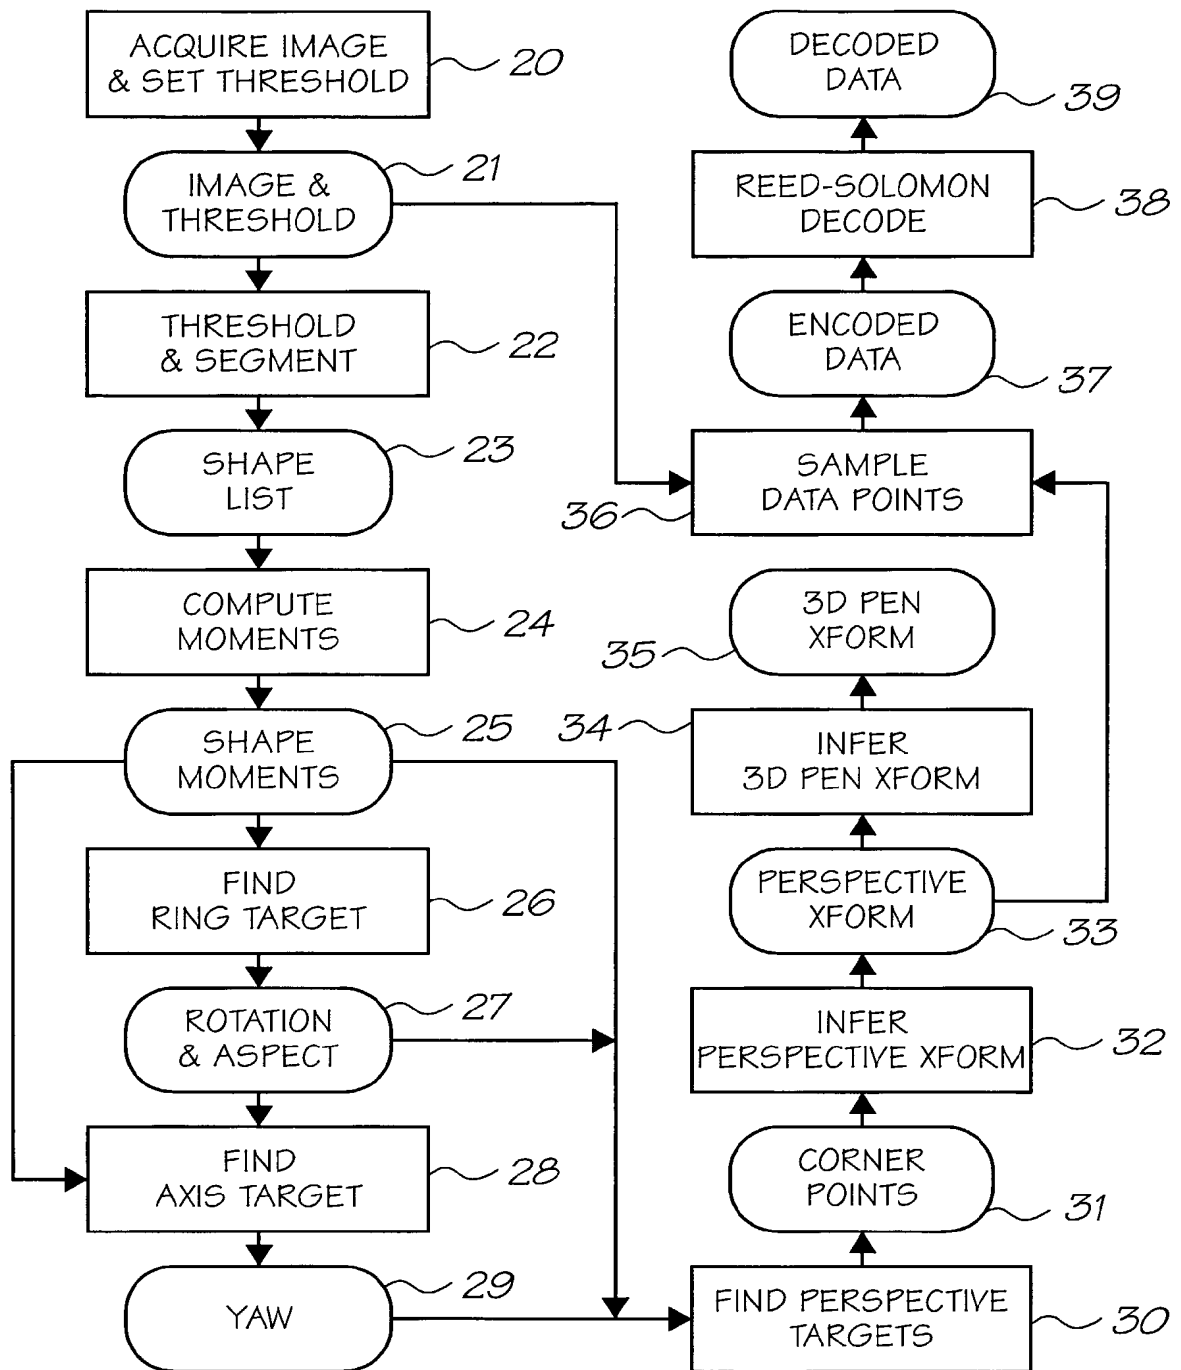 ACQUIRE IMAGE
& SET THRESHOLD
20
IMAGE &
THRESHOLD
21
THRESHOLD
& SEGMENT
22
SHAPE
LIST
23
COMPUTE
MOMENTS
24
SHAPE
MOMENTS
25
FIND
RING TARGET
26
ROTATION
& ASPECT
27
FIND
AXIS TARGET
28
YAW
29
DECODED
DATA
39
REED-SOLOMON
DECODE
38
ENCODED
DATA
37
SAMPLE
DATA POINTS
36
3D PEN
XFORM
35
INFER
3D PEN XFORM
34
PERSPECTIVE
XFORM
33
INFER
PERSPECTIVE XFORM
32
CORNER
POINTS
31
FIND PERSPECTIVE
TARGETS
30